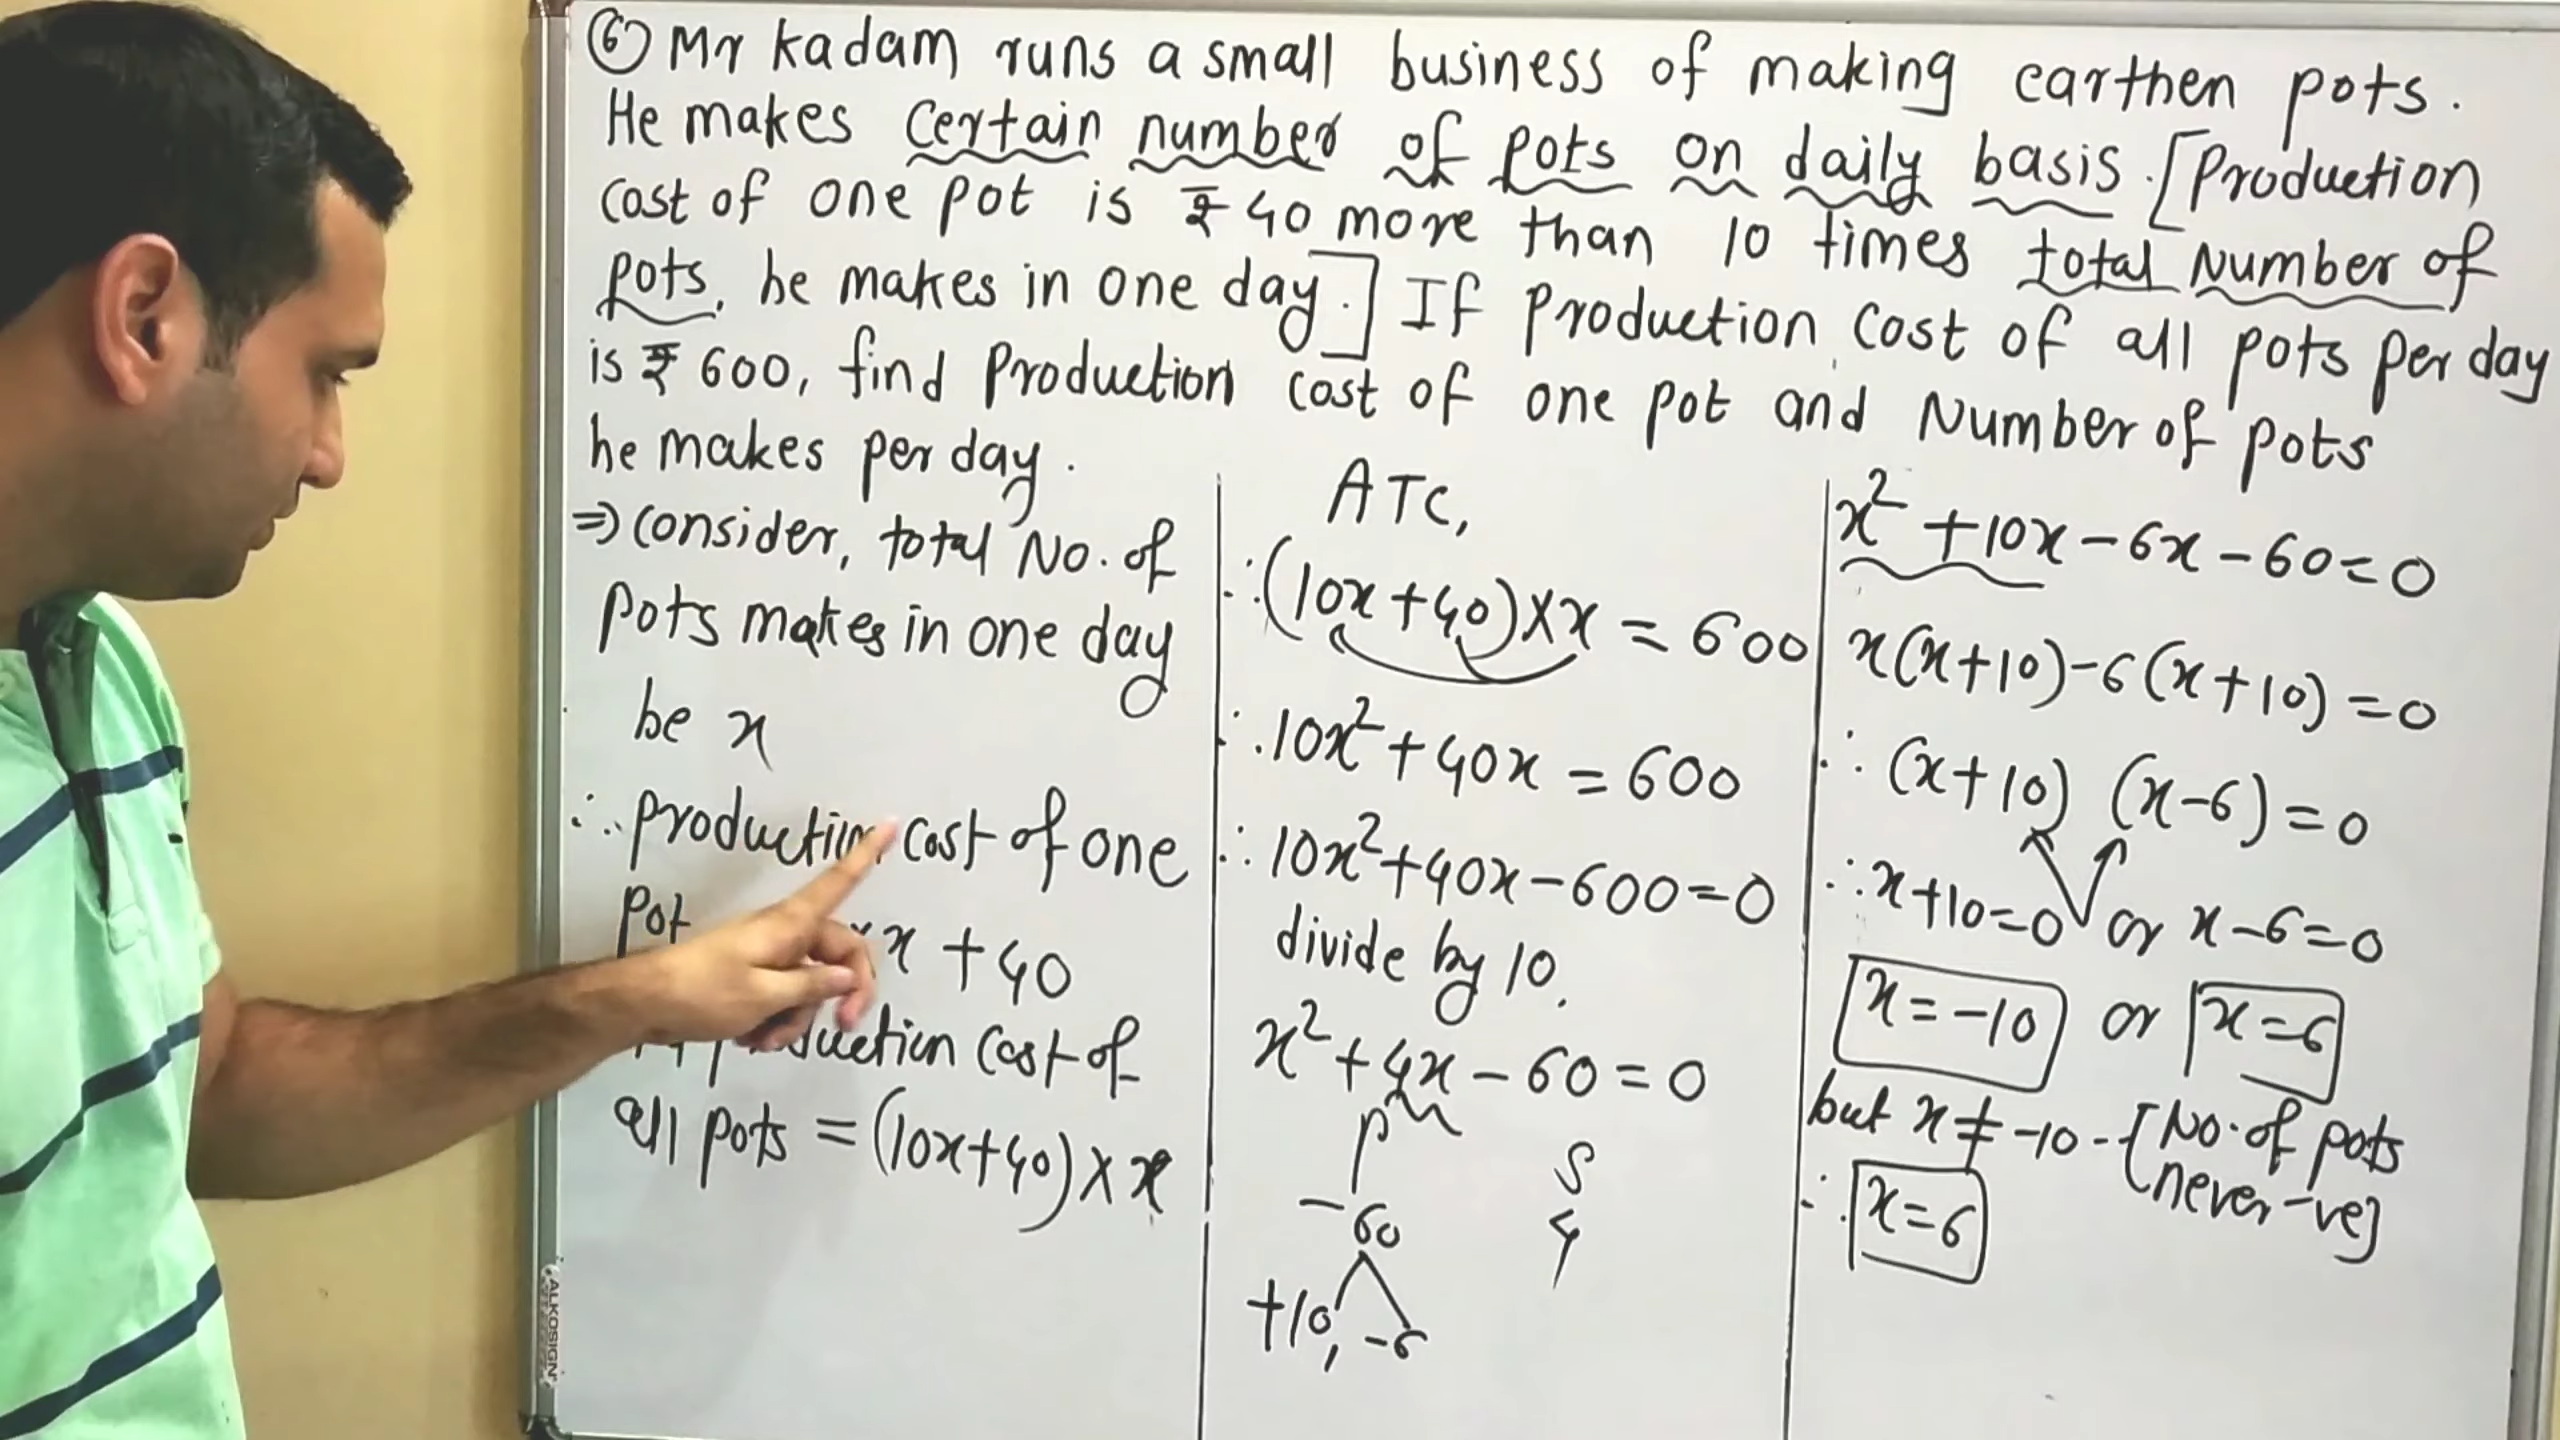 ⑥ Mr kadam runs a small business of making earthen pots.
He makes certain number of pots on daily basis. [Production
cost of one pot is ₹40 more than 10 times total Number of
pots, he makes in one day.] If production cost of all pots per day
is ₹600, find production cost of one pot and Number of pots
he makes per day.
⇒ consider, total No. of
pots makes in one day
be x
∴ production cost of one
pot x + 40
production cost of
all pots = (10x+40) × x
ATC,
∴ (10x+40) × x = 600
∴ 10x² + 40x = 600
∴ 10x² + 40x - 600 = 0
divide by 10.
x² + 4x - 60 = 0
P S
-60 4
+10, -6
x² + 10x - 6x - 60 = 0
x(x+10) - 6(x+10) = 0
∴ (x+10) (x-6) = 0
∴ x+10=0 or x-6=0
x = -10 or x = 6
but x ≠ -10 - [No. of pots
never -ve]
∴ x = 6
ALKOSIGN